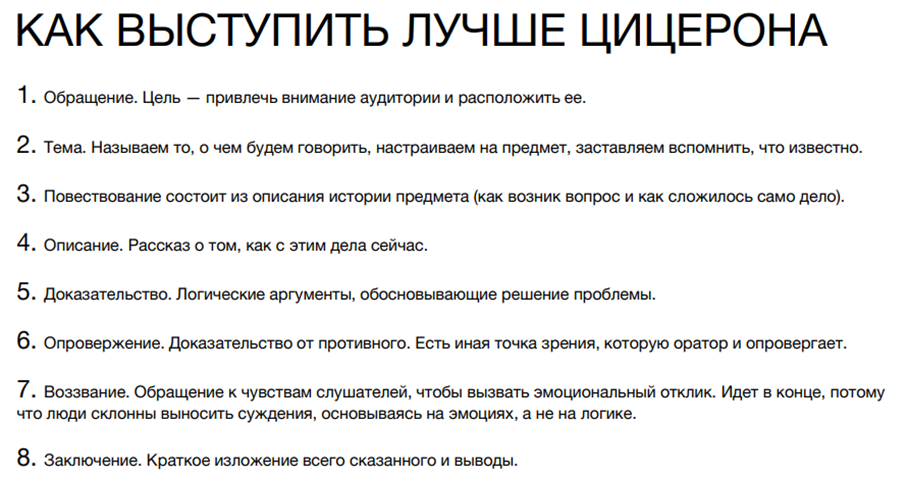 КАК ВЫСТУПИТЬ ЛУЧШЕ ЦИЦЕРОНА
1. Обращение. Цель — привлечь внимание аудитории и расположить ее.
2. Тема. Называем то, о чем будем говорить, настраиваем на предмет, заставляем вспомнить, что известно.
3. Повествование состоит из описания истории предмета (как возник вопрос и как сложилось само дело).
4. Описание. Рассказ о том, как с этим дела сейчас.
5. Доказательство. Логические аргументы, обосновывающие решение проблемы.
6. Опровержение. Доказательство от противного. Есть иная точка зрения, которую оратор и опровергает.
7. Воззвание. Обращение к чувствам слушателей, чтобы вызвать эмоциональный отклик. Идет в конце, потому
что люди склонны выносить суждения, основываясь на эмоциях, а не на логике.
8. Заключение. Краткое изложение всего сказанного и выводы.